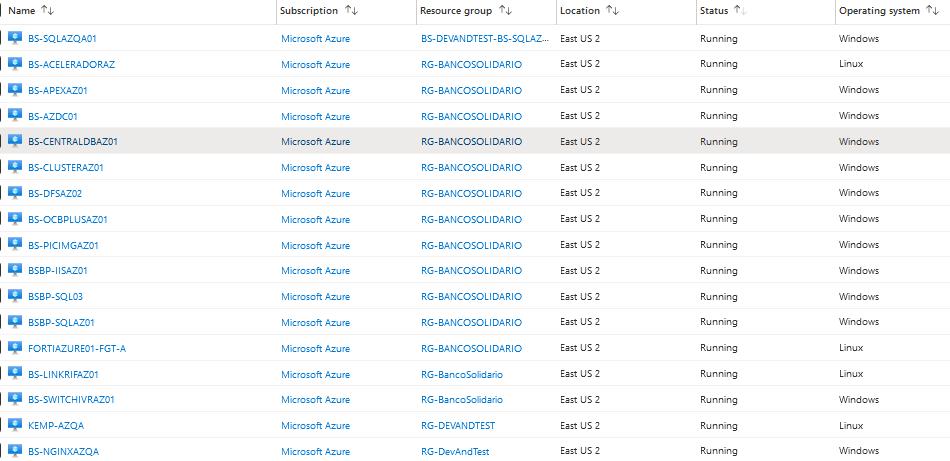 Name ↑↓ Subscription ↑↓ Resource group ↑↓ Location ↑↓ Status ↑↓ Operating system ↑↓
BS-SQLAZQA01 Microsoft Azure BS-DEVANDTEST-BS-SQLAZ... East US 2 Running Windows
BS-ACELERADORAZ Microsoft Azure RG-BANCOSOLIDARIO East US 2 Running Linux
BS-APEXAZ01 Microsoft Azure RG-BANCOSOLIDARIO East US 2 Running Windows
BS-AZDC01 Microsoft Azure RG-BANCOSOLIDARIO East US 2 Running Windows
BS-CENTRALDBAZ01 Microsoft Azure RG-BANCOSOLIDARIO East US 2 Running Windows
BS-CLUSTERAZ01 Microsoft Azure RG-BANCOSOLIDARIO East US 2 Running Windows
BS-DFSAZ02 Microsoft Azure RG-BANCOSOLIDARIO East US 2 Running Windows
BS-OCBPLUSAZ01 Microsoft Azure RG-BANCOSOLIDARIO East US 2 Running Windows
BS-PICIMGAZ01 Microsoft Azure RG-BANCOSOLIDARIO East US 2 Running Windows
BSBP-IISAZ01 Microsoft Azure RG-BANCOSOLIDARIO East US 2 Running Windows
BSBP-SQL03 Microsoft Azure RG-BANCOSOLIDARIO East US 2 Running Windows
BSBP-SQLAZ01 Microsoft Azure RG-BANCOSOLIDARIO East US 2 Running Windows
FORTIAZURE01-FGT-A Microsoft Azure RG-BANCOSOLIDARIO East US 2 Running Linux
BS-LINKRIFAZ01 Microsoft Azure RG-BancoSolidario East US 2 Running Linux
BS-SWITCHIVRAZ01 Microsoft Azure RG-BancoSolidario East US 2 Running Windows
KEMP-AZQA Microsoft Azure RG-DEVANDTEST East US 2 Running Linux
BS-NGINXAZQA Microsoft Azure RG-DevAndTest East US 2 Running Windows